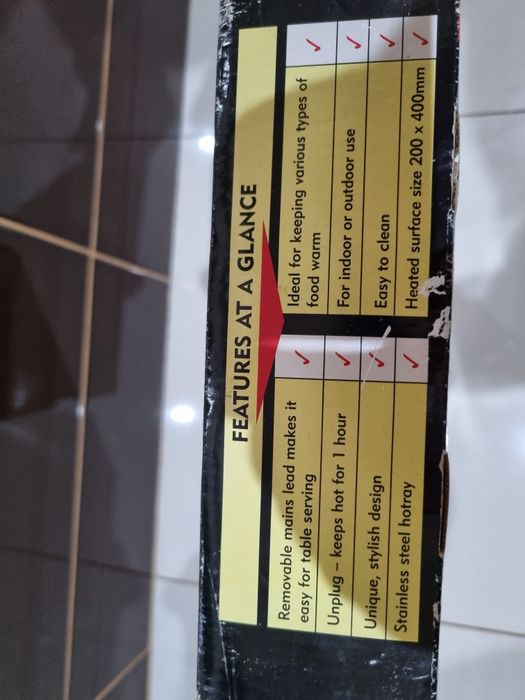 FEATURES AT A GLANCE
Removable mains lead makes it
easy for table serving
Unplug – keeps hot for 1 hour
Unique, stylish design
Stainless steel hotray
Ideal for keeping various types of
food warm
For indoor or outdoor use
Easy to clean
Heated surface size 200 x 400mm